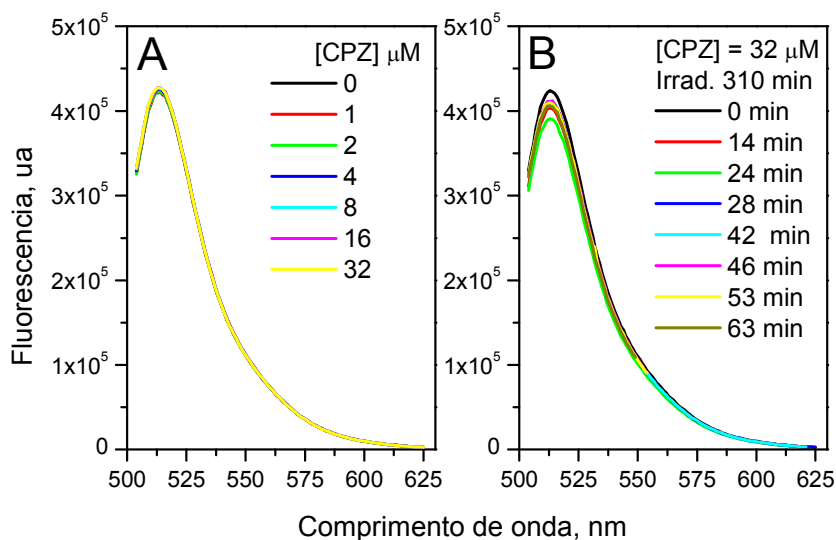 Fluorescencia, ua
5x10⁵
4x10⁵
3x10⁵
2x10⁵
1x10⁵
0
A
[CPZ] μM
0
1
2
4
8
16
32
500 525 550 575 600 625
5x10⁵
4x10⁵
3x10⁵
2x10⁵
1x10⁵
0
B
[CPZ] = 32 μM
Irrad. 310 min
0 min
14 min
24 min
28 min
42 min
46 min
53 min
63 min
500 525 550 575 600 625
Comprimento de onda, nm